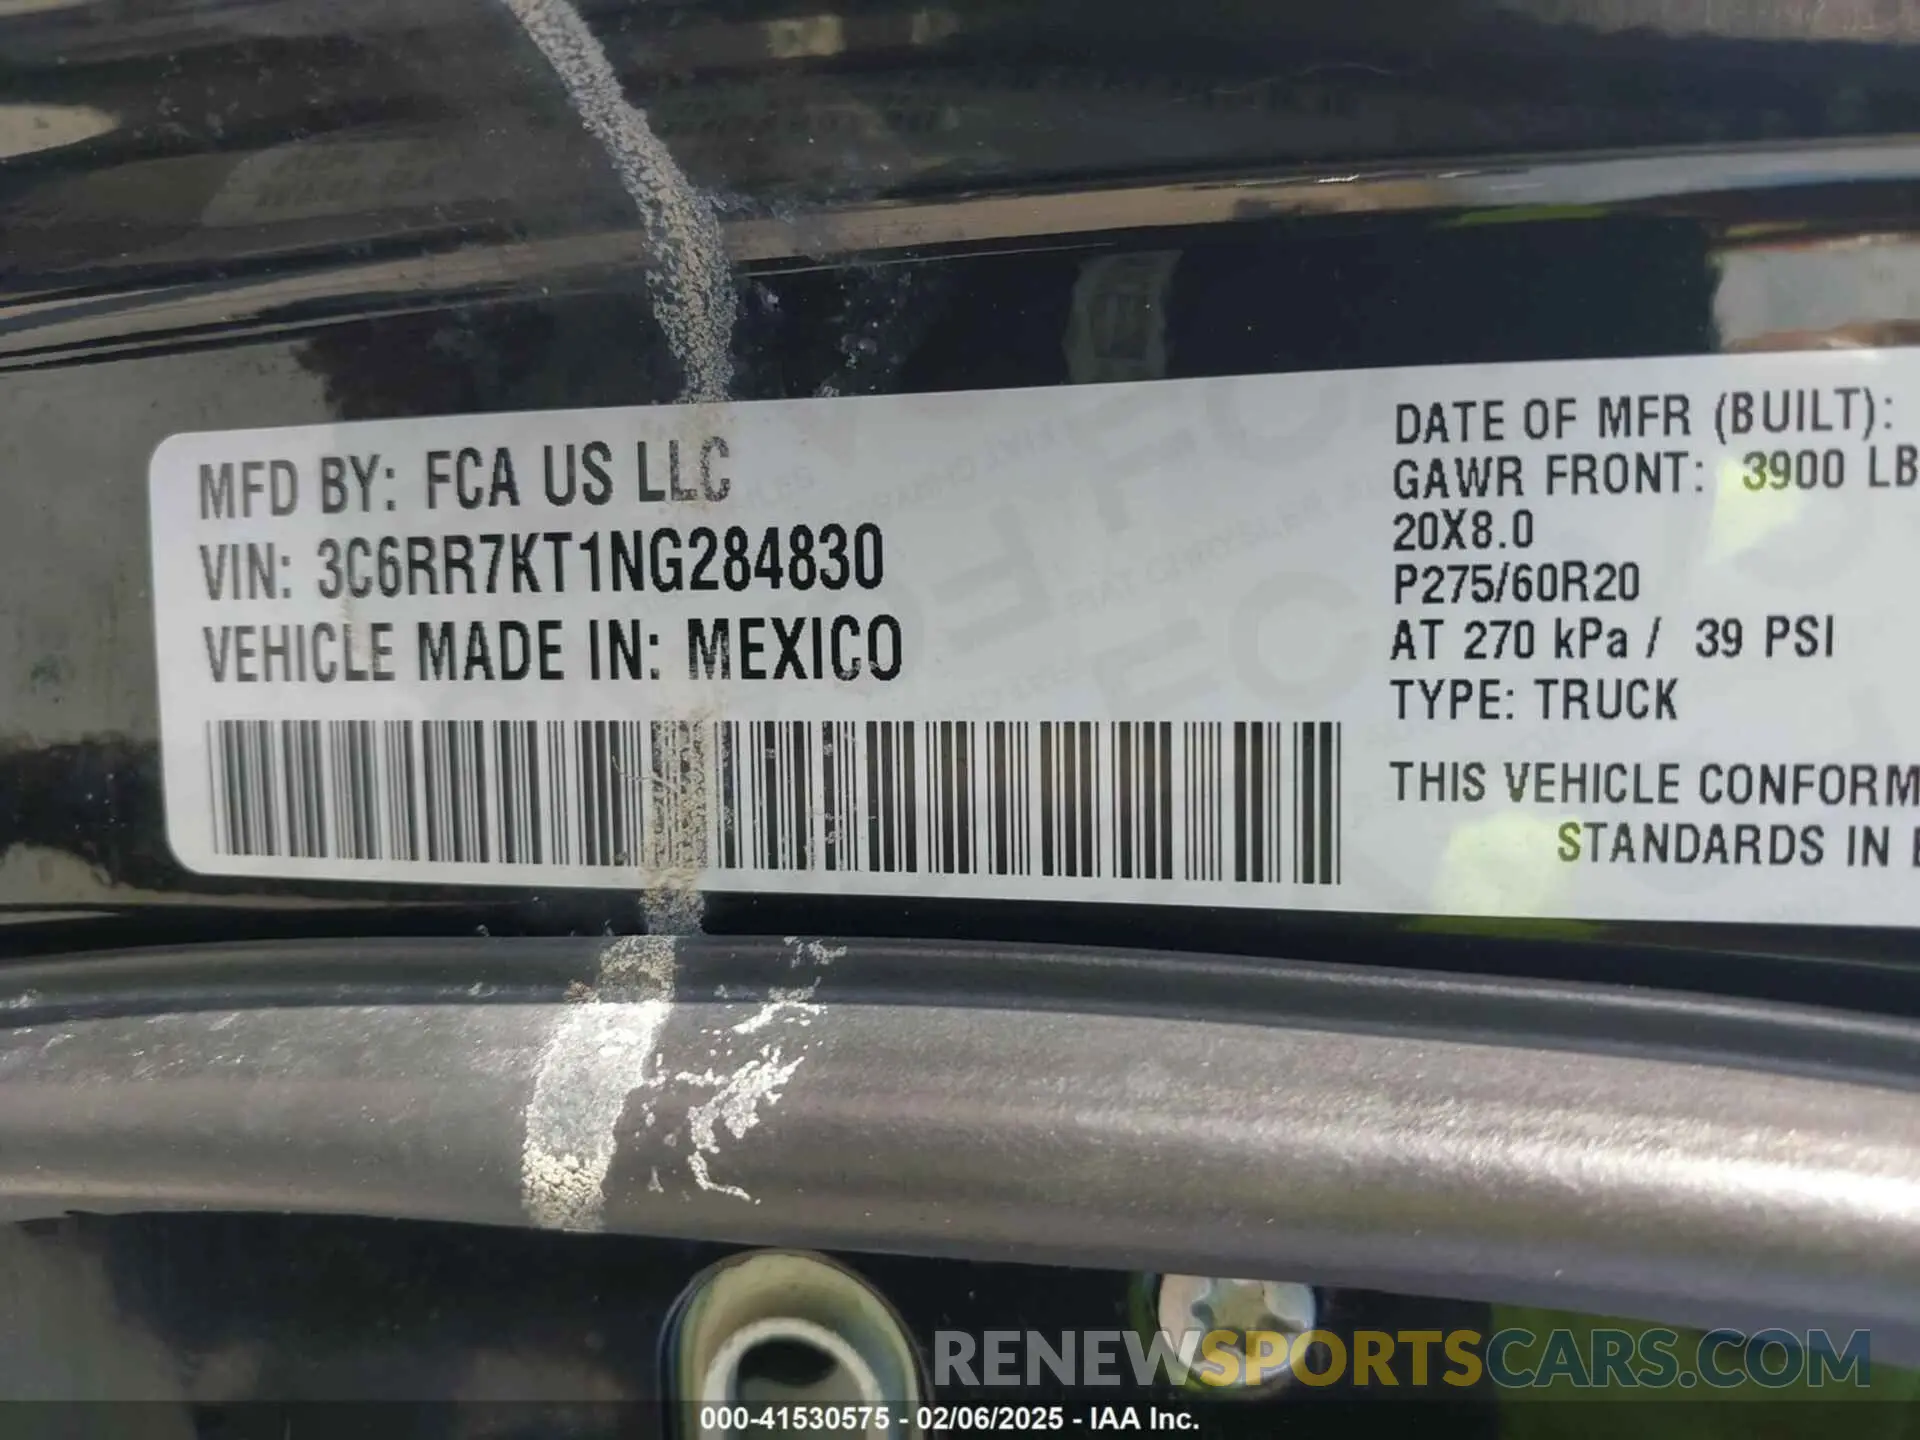 MFD BY: FCA US LLC
VIN: 3C6RR7KT1NG284830
VEHICLE MADE IN: MEXICO
DATE OF MFR (BUILT):
GAWR FRONT: 3900 LB
20X8.0
P275/60R20
AT 270 kPa / 39 PSI
TYPE: TRUCK
THIS VEHICLE CONFORM
STANDARDS IN
RENEWSPORTSCARS.COM
000-41530575 - 02/06/2025 - IAA Inc.